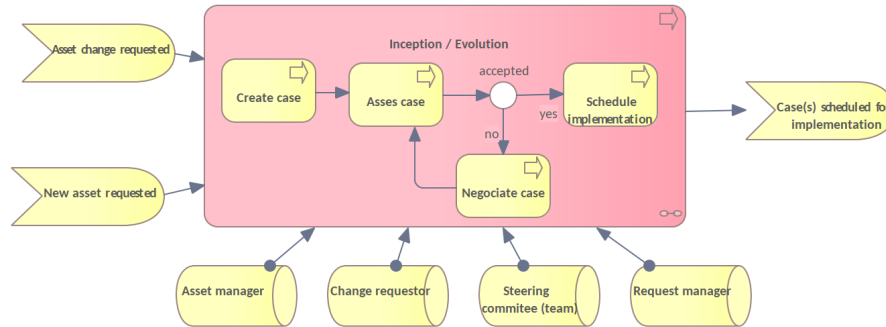 Asset change requested
Inception / Evolution
Create case
Asses case
accepted
yes
no
Schedule
implementation
Negociate case
Case(s) scheduled for
implementation
New asset requested
Asset manager
Change requestor
Steering
commitee (team)
Request manager